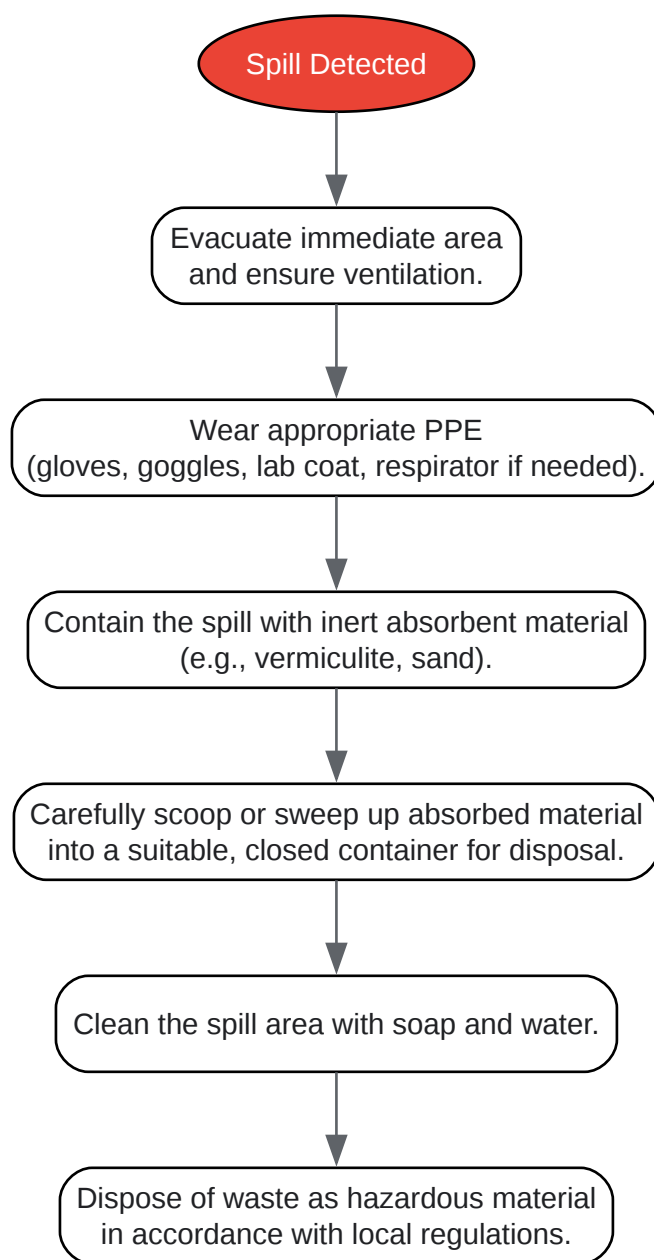 Spill Detected
Evacuate immediate area
and ensure ventilation.
Wear appropriate PPE
(gloves, goggles, lab coat, respirator if needed).
Contain the spill with inert absorbent material
(e.g., vermiculite, sand).
Carefully scoop or sweep up absorbed material
into a suitable, closed container for disposal.
Clean the spill area with soap and water.
Dispose of waste as hazardous material
in accordance with local regulations.